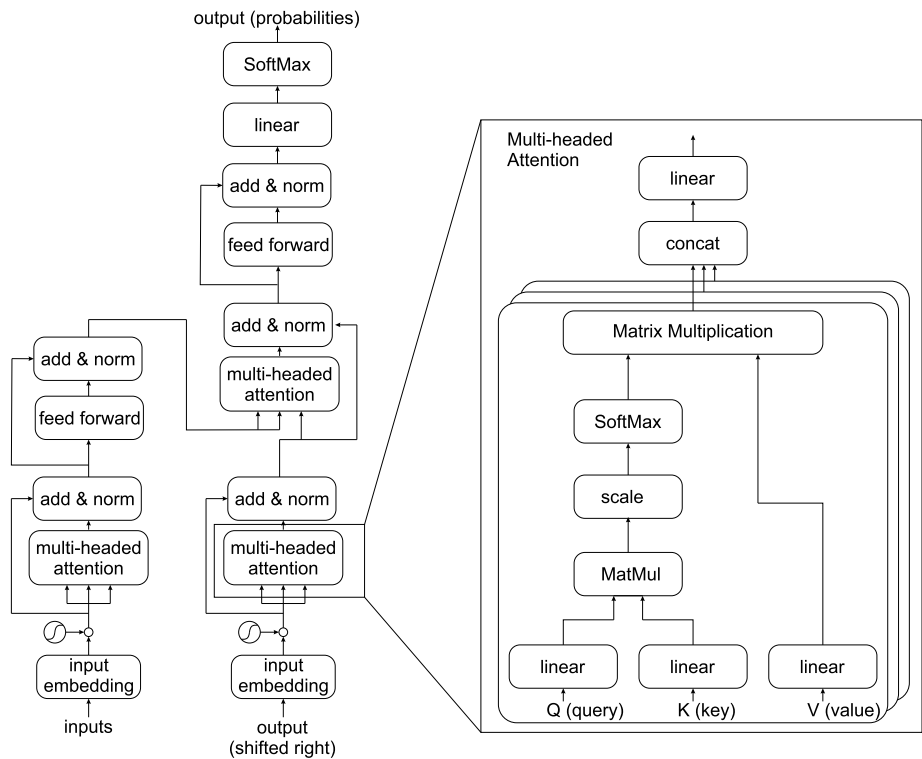 output (probabilities)
SoftMax
linear
add & norm
feed forward
add & norm
multi-headed
attention
add & norm
multi-headed
attention
input
embedding
output
(shifted right)
add & norm
feed forward
add & norm
multi-headed
attention
input
embedding
inputs
Multi-headed
Attention
linear
concat
Matrix Multiplication
SoftMax
scale
MatMul
linear
linear
linear
Q (query)
K (key)
V (value)